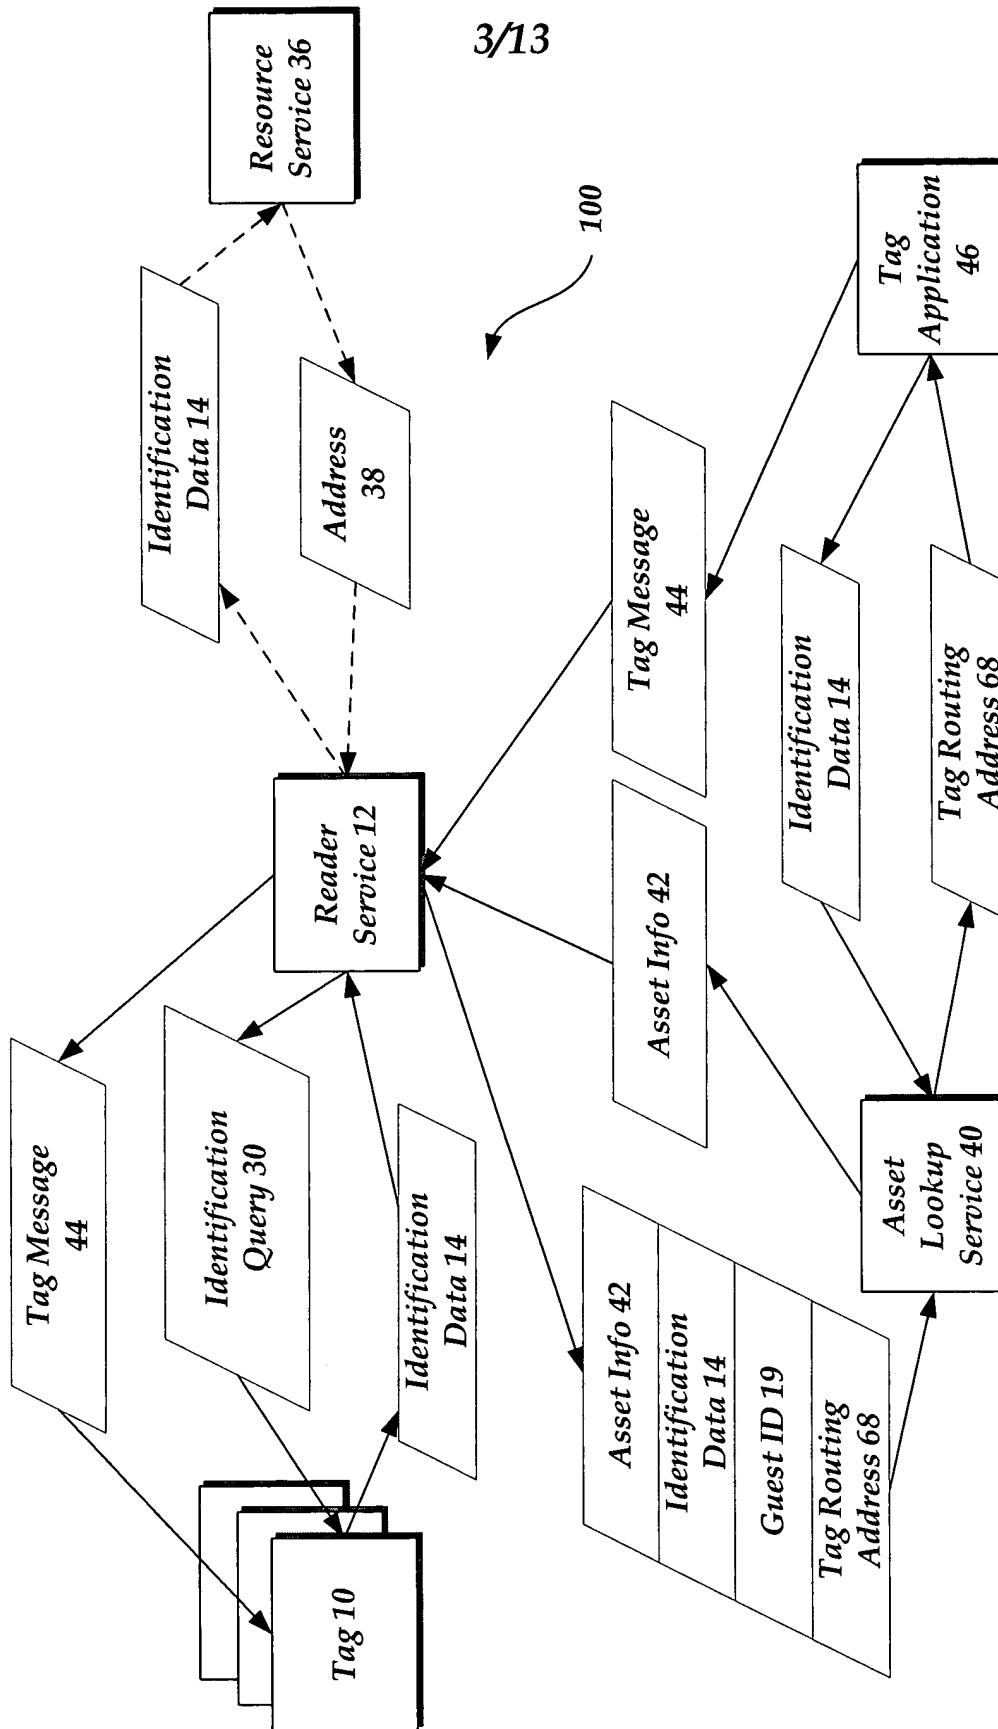 3/13
Tag Message
44
Identification
Query 30
Identification
Data 14
Tag 10
Reader
Service 12
Identification
Data 14
Address
38
Resource
Service 36
100
Asset Info 42
Identification
Data 14
Guest ID 19
Tag Routing
Address 68
Asset Info 42
Tag Message
44
Asset
Lookup
Service 40
Identification
Data 14
Tag Routing
Address 68
Tag
Application
46